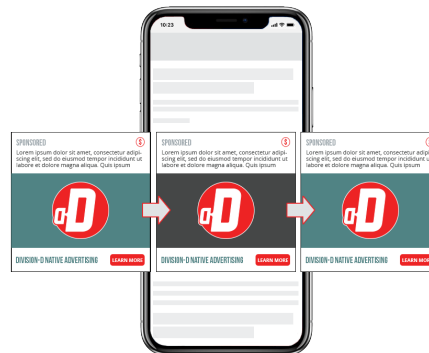 10:23
SPONSORED
Lorem ipsum dolor sit amet, consectetur adipi-
scing elit, sed do eiusmod tempor incididunt ut
labore et dolore magna aliqua. Quis ipsum
D
DIVISION-D NATIVE ADVERTISING
LEARN MORE
SPONSORED
Lorem ipsum dolor sit amet, consectetur adipi-
scing elit, sed do eiusmod tempor incididunt ut
labore et dolore magna aliqua. Quis ipsum
D
DIVISION-D NATIVE ADVERTISING
LEARN MORE
SPONSORED
Lorem ipsum dolor sit amet, consectetur adipi-
scing elit, sed do eiusmod tempor incididunt u
labore et dolore magna aliqua. Quis ipsum
D
DIVISION-D NATIVE ADVERTISING
LEARN MOR